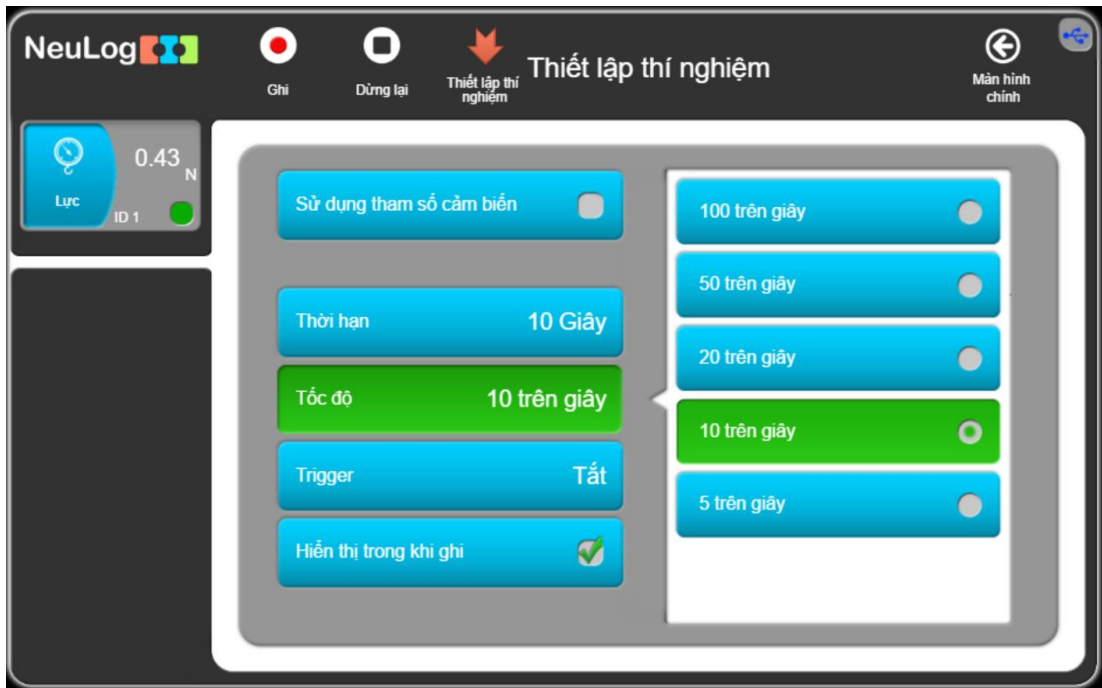 NeuLog
Ghi
Dừng lại
Thiết lập thí
nghiệm
Thiết lập thí nghiệm
Màn hình
chính
Lực
0.43 N
ID 1
Sử dụng tham số cảm biến
Thời hạn 10 Giây
Tốc độ 10 trên giây
Trigger Tắt
Hiển thị trong khi ghi
100 trên giây
50 trên giây
20 trên giây
10 trên giây
5 trên giây